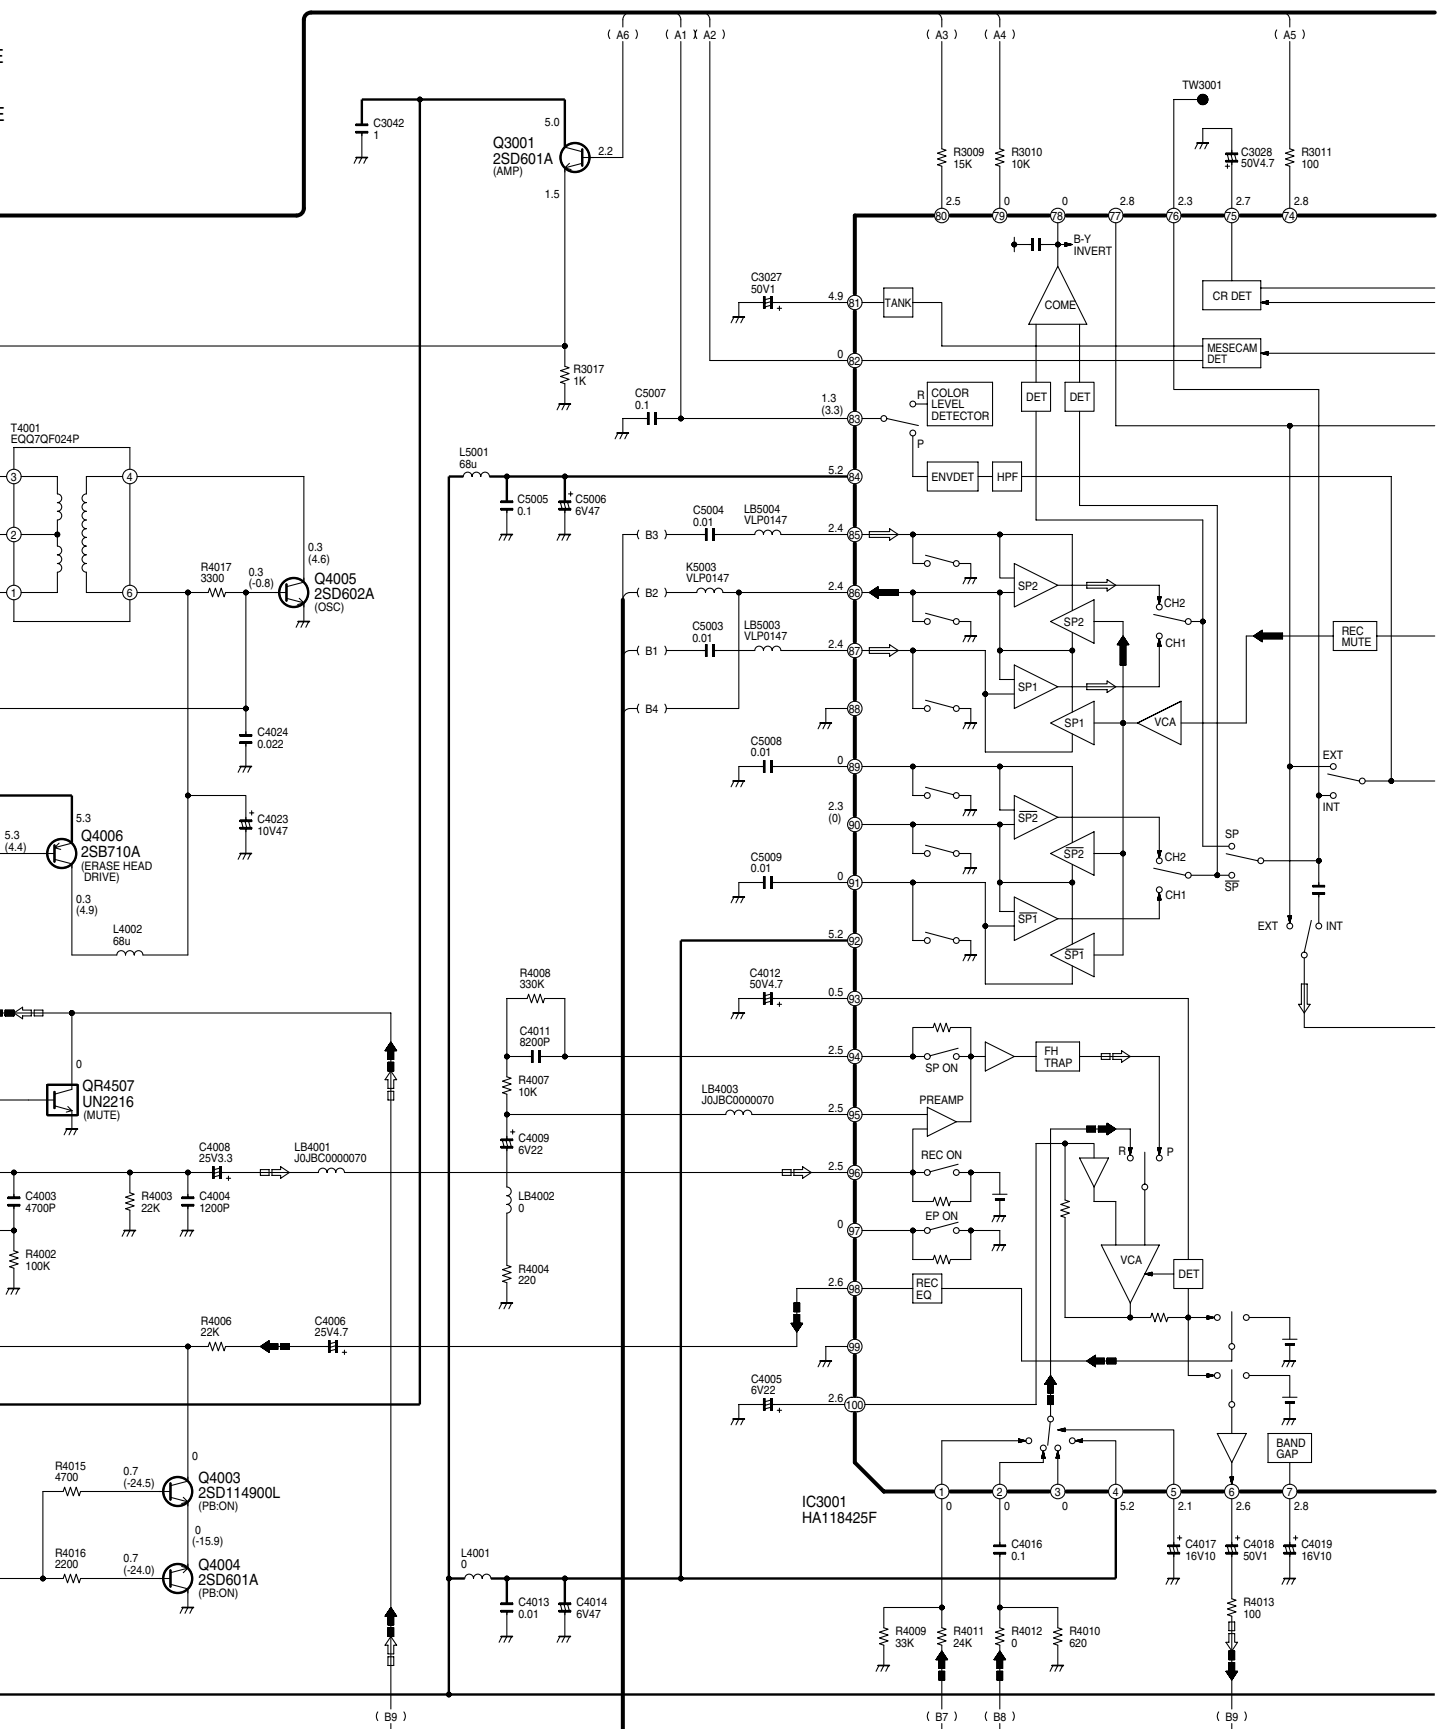 E
E
( A6 )
( A1 )
( A2 )
( A3 )
( A4 )
( A5 )
TW3001
C3042
1
5.0
Q3001
2SD601A
(AMP)
2.2
1.5
R3009
15K
R3010
10K
C3028
50V4.7
+
R3011
100
2.5
0
0
2.8
2.3
2.7
2.8
80
79
78
77
76
75
74
B-Y
INVERT
C3027
50V1
+
4.9
81
TANK
COME
CR DET
0
82
MESECAM
DET
R3017
1K
C5007
0.1
1.3
(3.3)
83
R
COLOR
LEVEL
DETECTOR
P
DET
DET
T4001
EQQ7QF024P
3
4
2
1
6
L5001
68u
5.2
84
ENVDET
HPF
C5005
0.1
+
C5006
6V47
( B3 )
C5004
0.01
LB5004
VLP0147
2.4
85
0.3
(4.6)
R4017
3300
0.3
(-0.8)
Q4005
2SD602A
(OSC)
( B2 )
K5003
VLP0147
2.4
86
SP2
SP2
CH2
CH1
( B1 )
C5003
0.01
LB5003
VLP0147
2.4
87
REC
MUTE
SP1
SP1
VCA
( B4 )
88
C4024
0.022
C5008
0.01
0
89
EXT
INT
5.3
5.3
(4.4)
Q4006
2SB710A
(ERASE HEAD
DRIVE)
+
C4023
10V47
2.3
(0)
90
SP2
SP2
CH2
CH1
SP
SP
0.3
(4.9)
C5009
0.01
0
91
SP1
SP1
L4002
68u
5.2
92
EXT
INT
R4008
330K
C4012
50V4.7
+
0.5
93
C4011
8200P
2.5
94
SP ON
FH
TRAP
0
QR4507
UN2216
(MUTE)
R4007
10K
LB4003
J0JBC0000070
2.5
95
PREAMP
C4008
25V3.3
+
LB4001
J0JBC0000070
+
C4009
6V22
2.5
96
REC ON
R
P
C4003
4700P
R4003
22K
C4004
1200P
LB4002
0
0
97
EP ON
R4002
100K
R4004
220
VCA
DET
2.6
98
REC
EQ
R4006
22K
C4006
25V4.7
+
99
C4005
6V22
+
2.6
100
BAND
GAP
0
R4015
4700
0.7
(-24.5)
Q4003
2SD114900L
(PB:ON)
IC3001
HA118425F
1
2
3
4
5
6
7
0
0
0
5.2
2.1
2.6
2.8
0
(-15.9)
R4016
2200
0.7
(-24.0)
Q4004
2SD601A
(PB:ON)
L4001
0
C4016
0.1
+
C4017
16V10
+
C4018
50V1
+
C4019
16V10
C4013
0.01
+
C4014
6V47
R4009
33K
R4011
24K
R4012
0
R4010
620
R4013
100
( B9 )
( B7 )
( B8 )
( B9 )